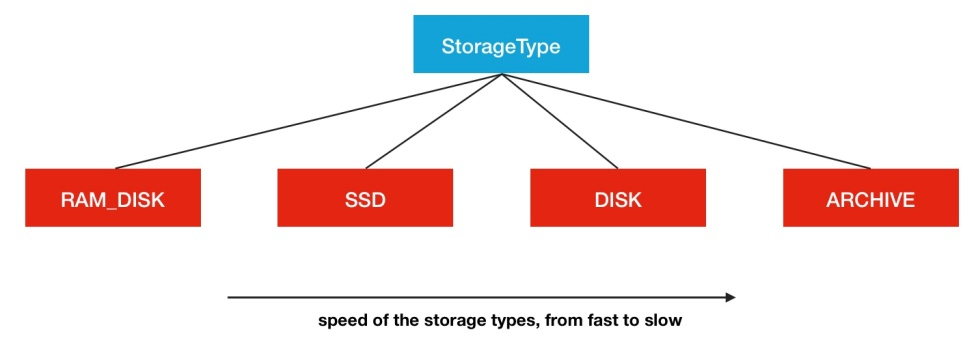 StorageType
RAM_DISK
SSD
DISK
ARCHIVE
speed of the storage types, from fast to slow